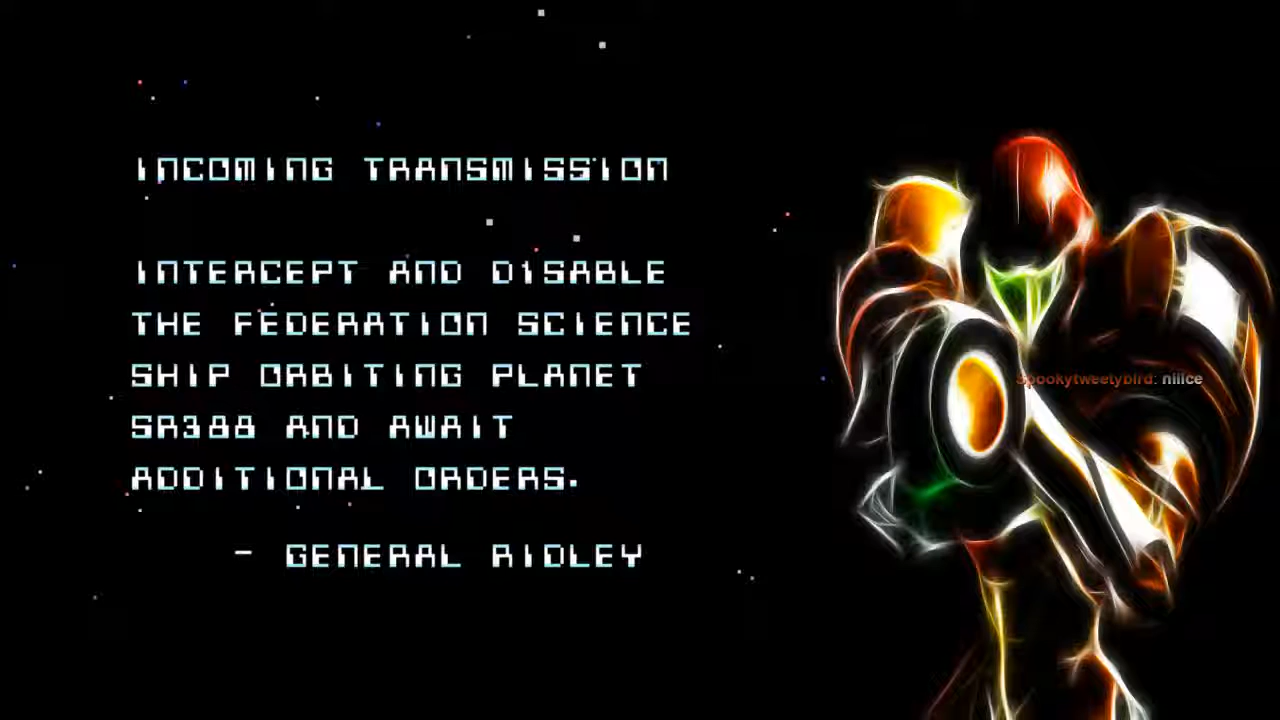 INCOMING TRANSMISSION
INTERCEPT AND DISABLE
THE FEDERATION SCIENCE
SHIP ORBITING PLANET
SR388 AND AWAIT
ADDITIONAL ORDERS.
- GENERAL RIDLEY
Spookytweetybird: niiice